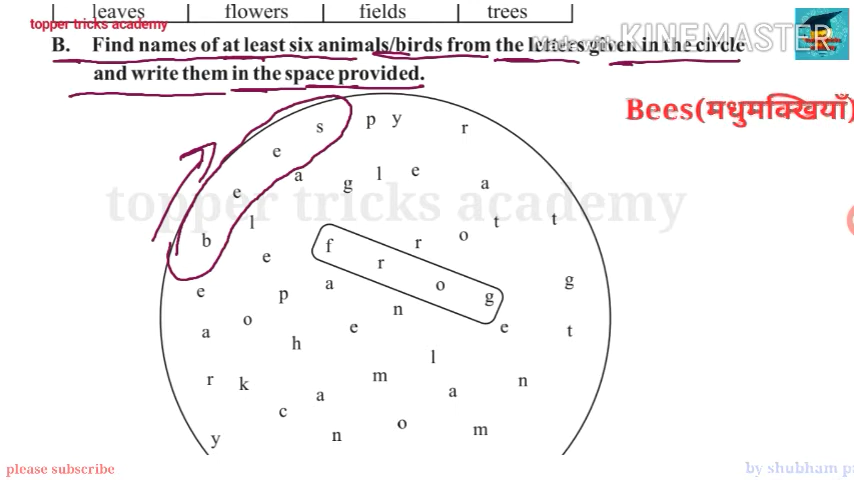 leaves flowers fields trees
topper tricks academy
Made with KINEMASTER
B. Find names of at least six animals/birds from the letters given in the circle
and write them in the space provided.
Bees(मधुमक्खियाँ)
s p y r
e
a g l e a
e
l t t
b f r o
e r
e p a o g g
n
a o e e t
h l
r k m n
a a
c
y n o m
topper tricks academy
please subscribe
by shubham p